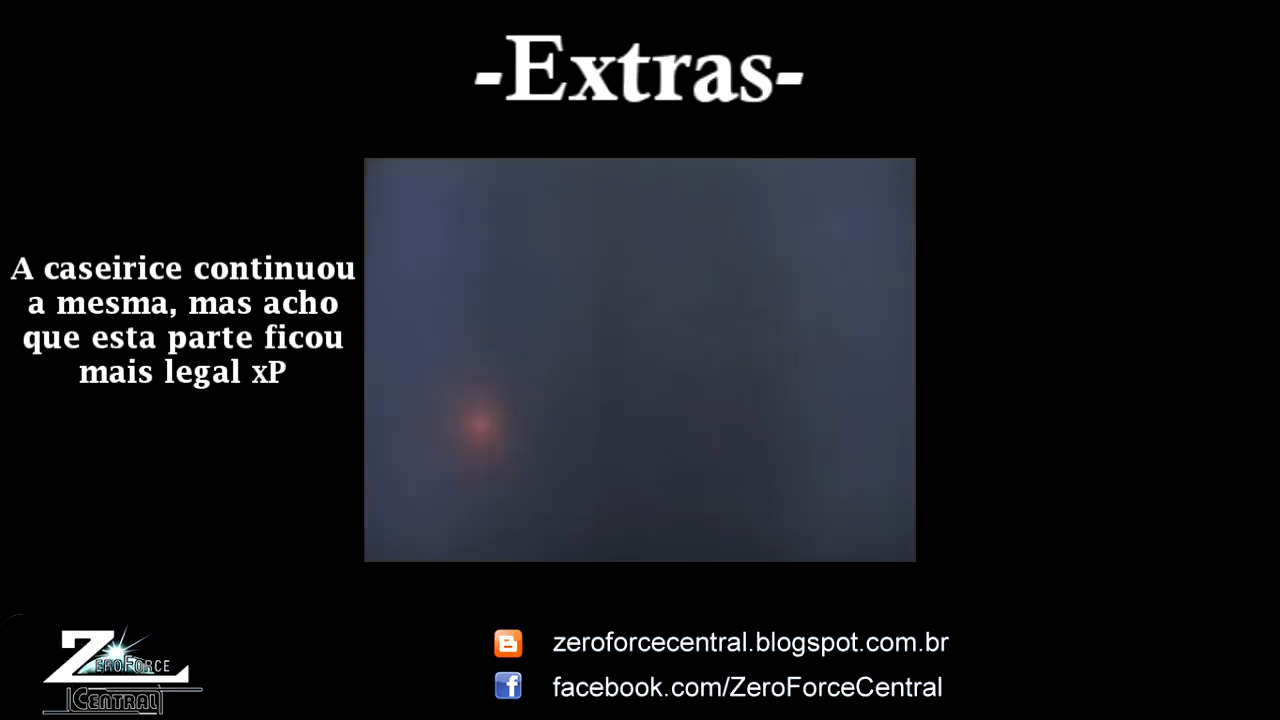 -Extras-
A caseirice continuou
a mesma, mas acho
que esta parte ficou
mais legal xP
zeroforcecentral.blogspot.com.br
facebook.com/ZeroForceCentral
ZeroForce
Central